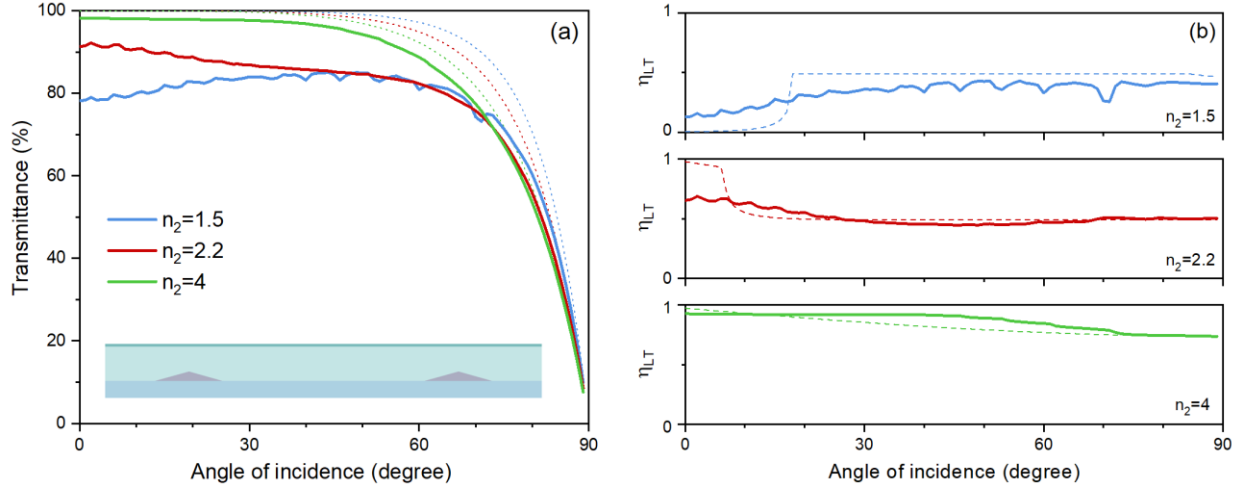 (a)
100
80
60
40
20
0
Transmittance (%)
n2=1.5
n2=2.2
n2=4
0 30 60 90
Angle of incidence (degree)
(b)
1
0
ηLT
n2=1.5
1
0
ηLT
n2=2.2
1
0
ηLT
n2=4
0 30 60 90
Angle of incidence (degree)